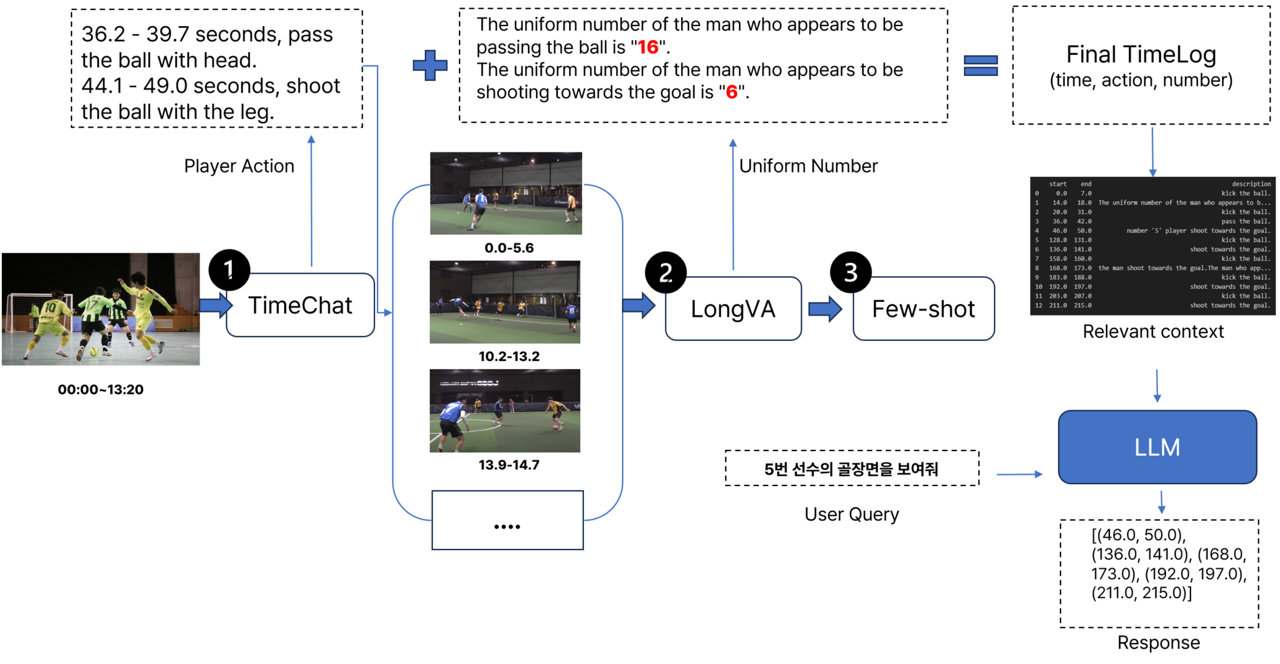 36.2 - 39.7 seconds, pass
the ball with head.
44.1 - 49.0 seconds, shoot
the ball with the leg.
The uniform number of the man who appears to be
passing the ball is "16".
The uniform number of the man who appears to be
shooting towards the goal is "6".
Final TimeLog
(time, action, number)
Player Action
Uniform Number
1
TimeChat
00:00~13:20
10
17
0.0-5.6
10.2-13.2
7
13.9-14.7
....
2
LongVA
3
Few-shot
start end description
0 0.0 7.0 kick the ball.
1 14.0 18.0 The uniform number of the man who appears to b...
2 20.0 31.0 kick the ball.
3 36.0 42.0 pass the ball.
4 46.0 50.0 number '5' player shoot towards the goal.
5 128.0 131.0 kick the ball.
6 136.0 141.0 shoot towards the goal.
7 158.0 160.0 kick the ball.
8 168.0 173.0 the man shoot towards the goal.The man who app...
9 183.0 188.0 kick the ball.
10 192.0 197.0 shoot towards the goal.
11 203.0 207.0 kick the ball.
12 211.0 215.0 shoot towards the goal.
Relevant context
5번 선수의 골장면을 보여줘
User Query
LLM
[(46.0, 50.0),
(136.0, 141.0), (168.0,
173.0), (192.0, 197.0),
(211.0, 215.0)]
Response